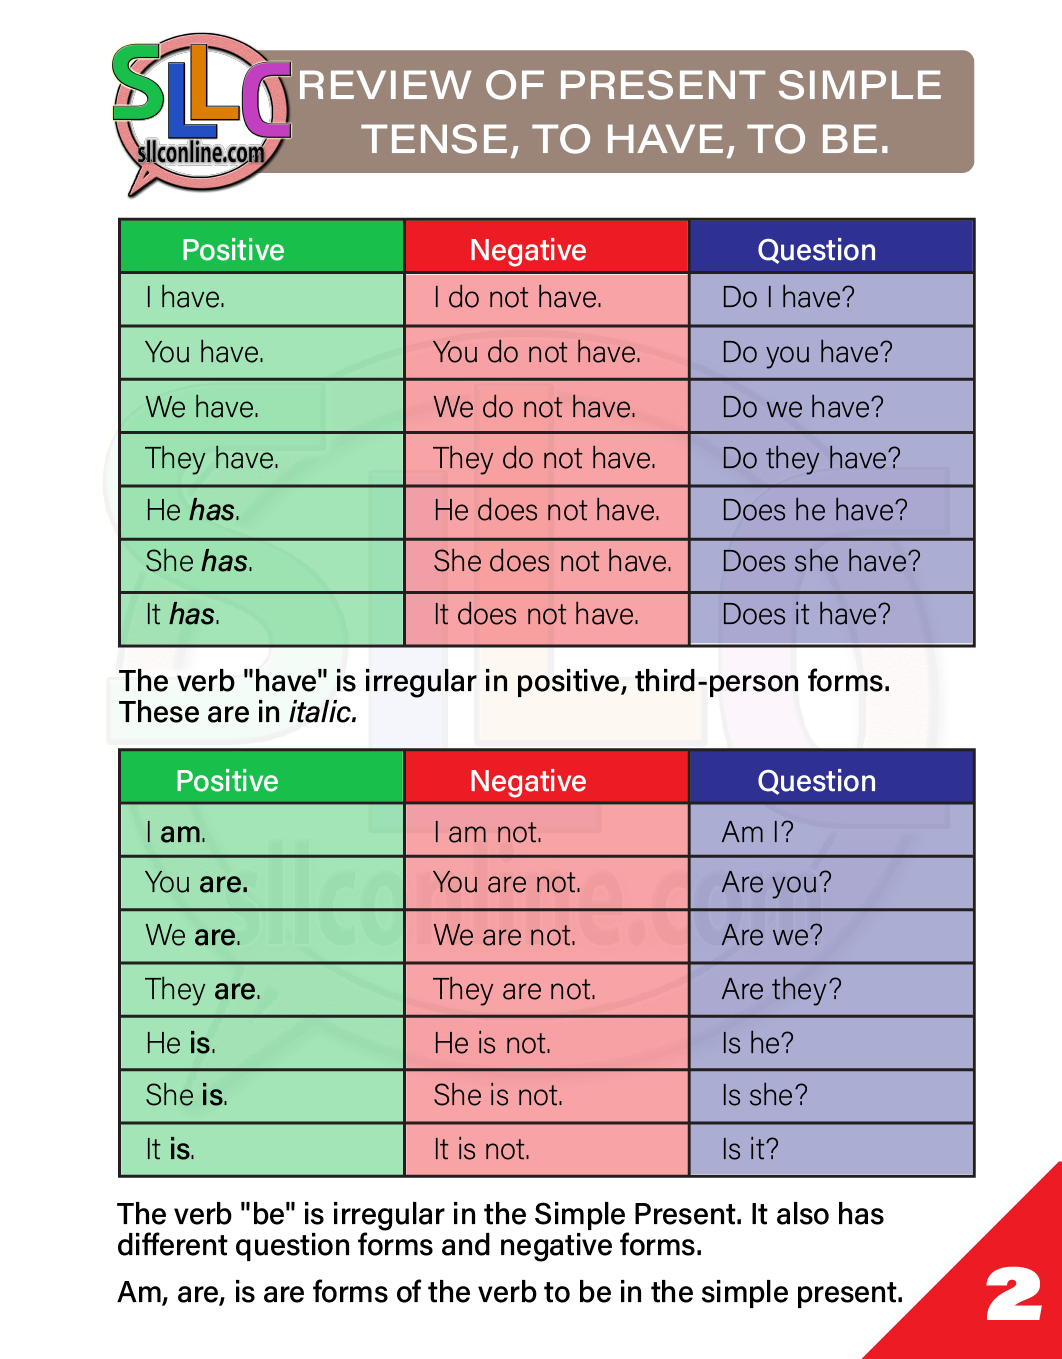 SLLC
sllconline.com
REVIEW OF PRESENT SIMPLE
TENSE, TO HAVE, TO BE.
Positive Negative Question
I have. I do not have. Do I have?
You have. You do not have. Do you have?
We have. We do not have. Do we have?
They have. They do not have. Do they have?
He has. He does not have. Does he have?
She has. She does not have. Does she have?
It has. It does not have. Does it have?
The verb "have" is irregular in positive, third-person forms.
These are in italic.
Positive Negative Question
I am. I am not. Am I?
You are. You are not. Are you?
We are. We are not. Are we?
They are. They are not. Are they?
He is. He is not. Is he?
She is. She is not. Is she?
It is. It is not. Is it?
SLLC
sllconline.com
The verb "be" is irregular in the Simple Present. It also has
different question forms and negative forms.
Am, are, is are forms of the verb to be in the simple present.
2